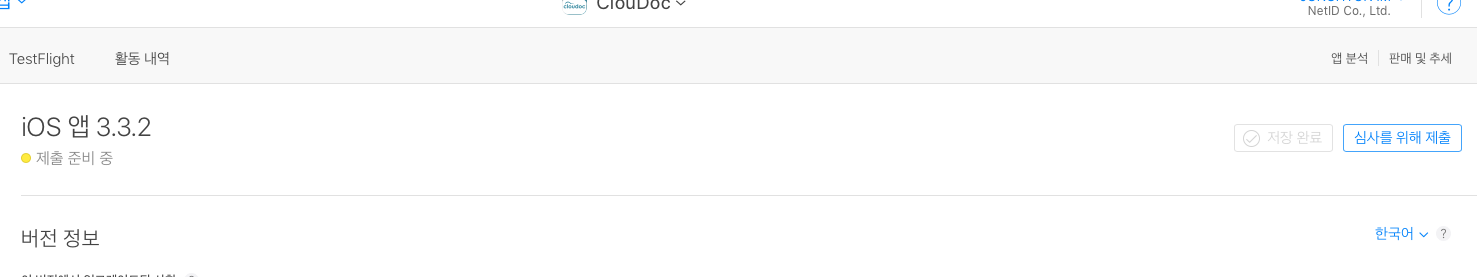 ClouDoc
NetID Co., Ltd.
?
TestFlight 활동 내역 앱 분석 판매 및 추세
iOS 앱 3.3.2
저장 완료 심사를 위해 제출
제출 준비 중
버전 정보 한국어 ?